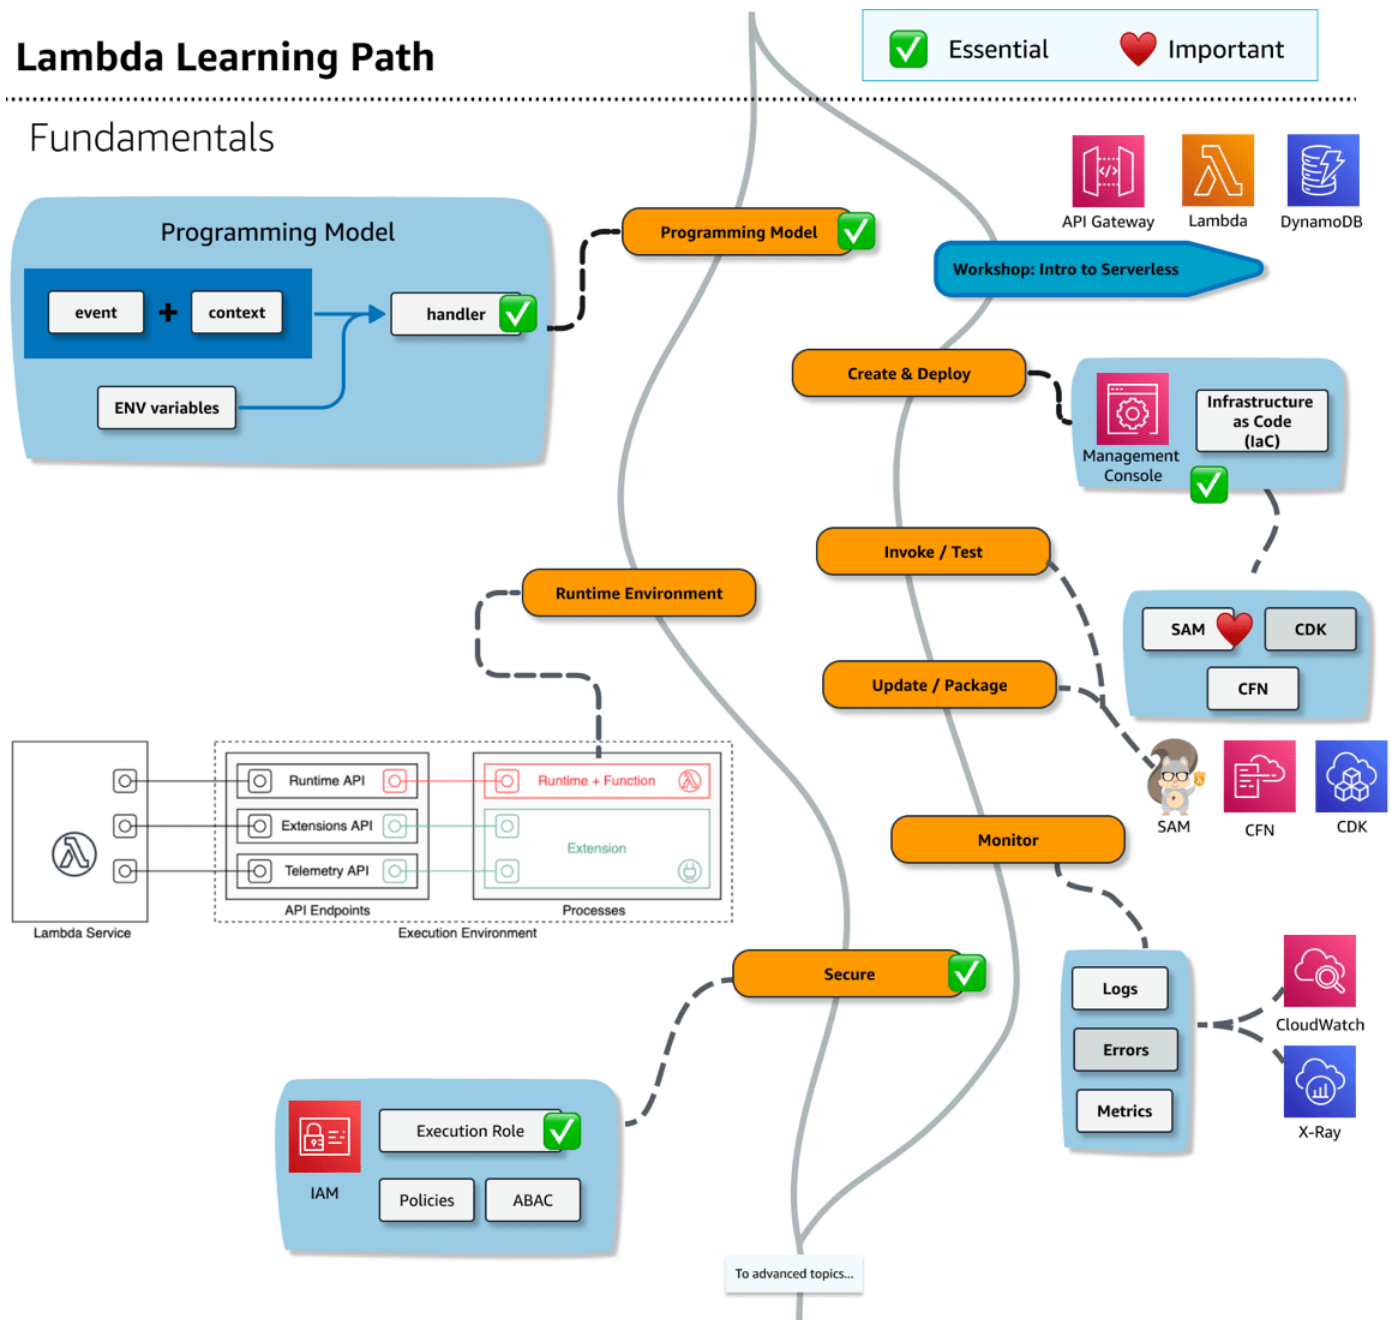 Lambda Learning Path
Essential
Important
Fundamentals
API Gateway
Lambda
DynamoDB
Programming Model
event
+
context
handler
ENV variables
Programming Model
Workshop: Intro to Serverless
Create & Deploy
Management
Console
Infrastructure
as Code
(IaC)
Invoke / Test
Runtime Environment
SAM
CDK
CFN
Update / Package
SAM
CFN
CDK
Runtime API
Extensions API
Telemetry API
API Endpoints
Runtime + Function
Extension
Processes
Lambda Service
Execution Environment
Monitor
Secure
Logs
Errors
Metrics
CloudWatch
X-Ray
IAM
Execution Role
Policies
ABAC
To advanced topics...